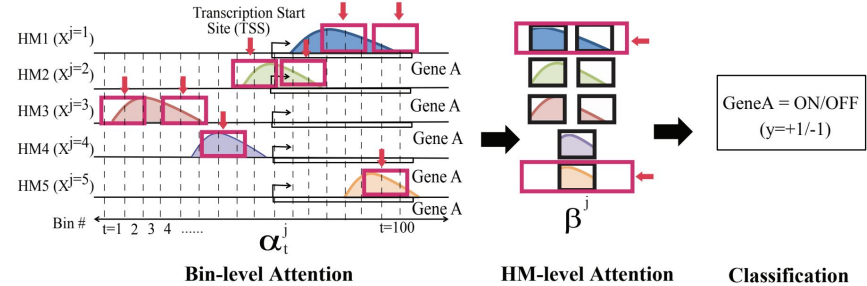 Transcription Start
Site (TSS)
HM1 (X^{j=1})
HM2 (X^{j=2})
Gene A
HM3 (X^{j=3})
Gene A
HM4 (X^{j=4})
Gene A
HM5 (X^{j=5})
Gene A
Gene A
Bin #
t=1 2 3 4 ...... t=100
α_t^j
Bin-level Attention
β^j
HM-level Attention
GeneA = ON/OFF
(y=+1/-1)
Classification